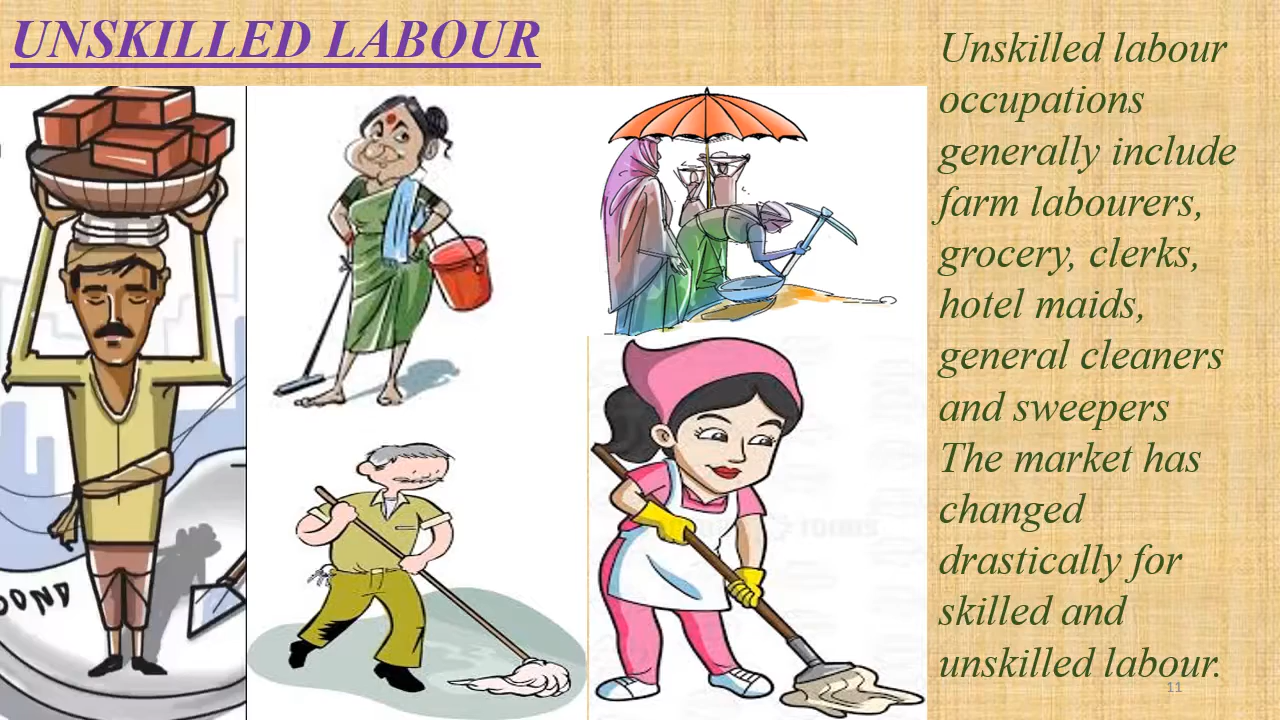 UNSKILLED LABOUR
Unskilled labour
occupations
generally include
farm labourers,
grocery, clerks,
hotel maids,
general cleaners
and sweepers
The market has
changed
drastically for
skilled and
unskilled labour.
11